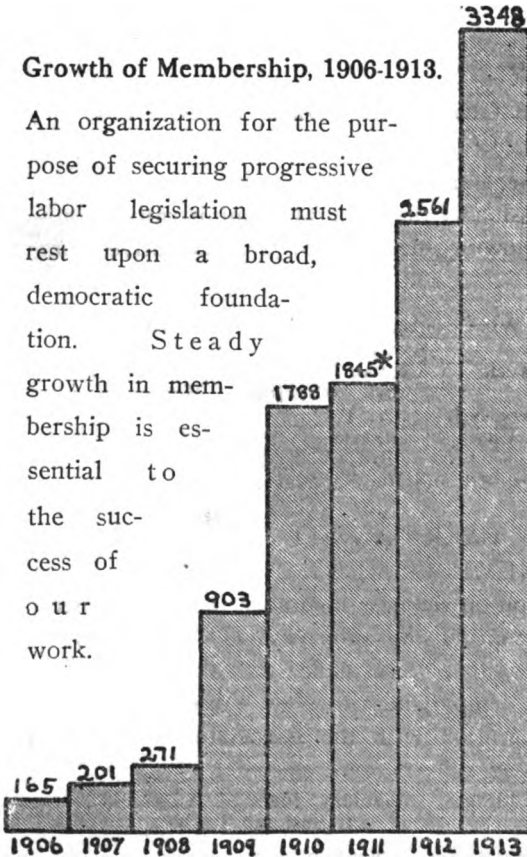 3348
Growth of Membership, 1906-1913.
An organization for the pur-
pose of securing progressive
labor legislation must
2561
rest upon a broad,
democratic founda-
tion. Steady
1845*
growth in mem-
1788
bership is es-
sential to
the suc-
cess of
903
our
work.
271
201
165
1906 1907 1908 1909 1910 1911 1912 1913